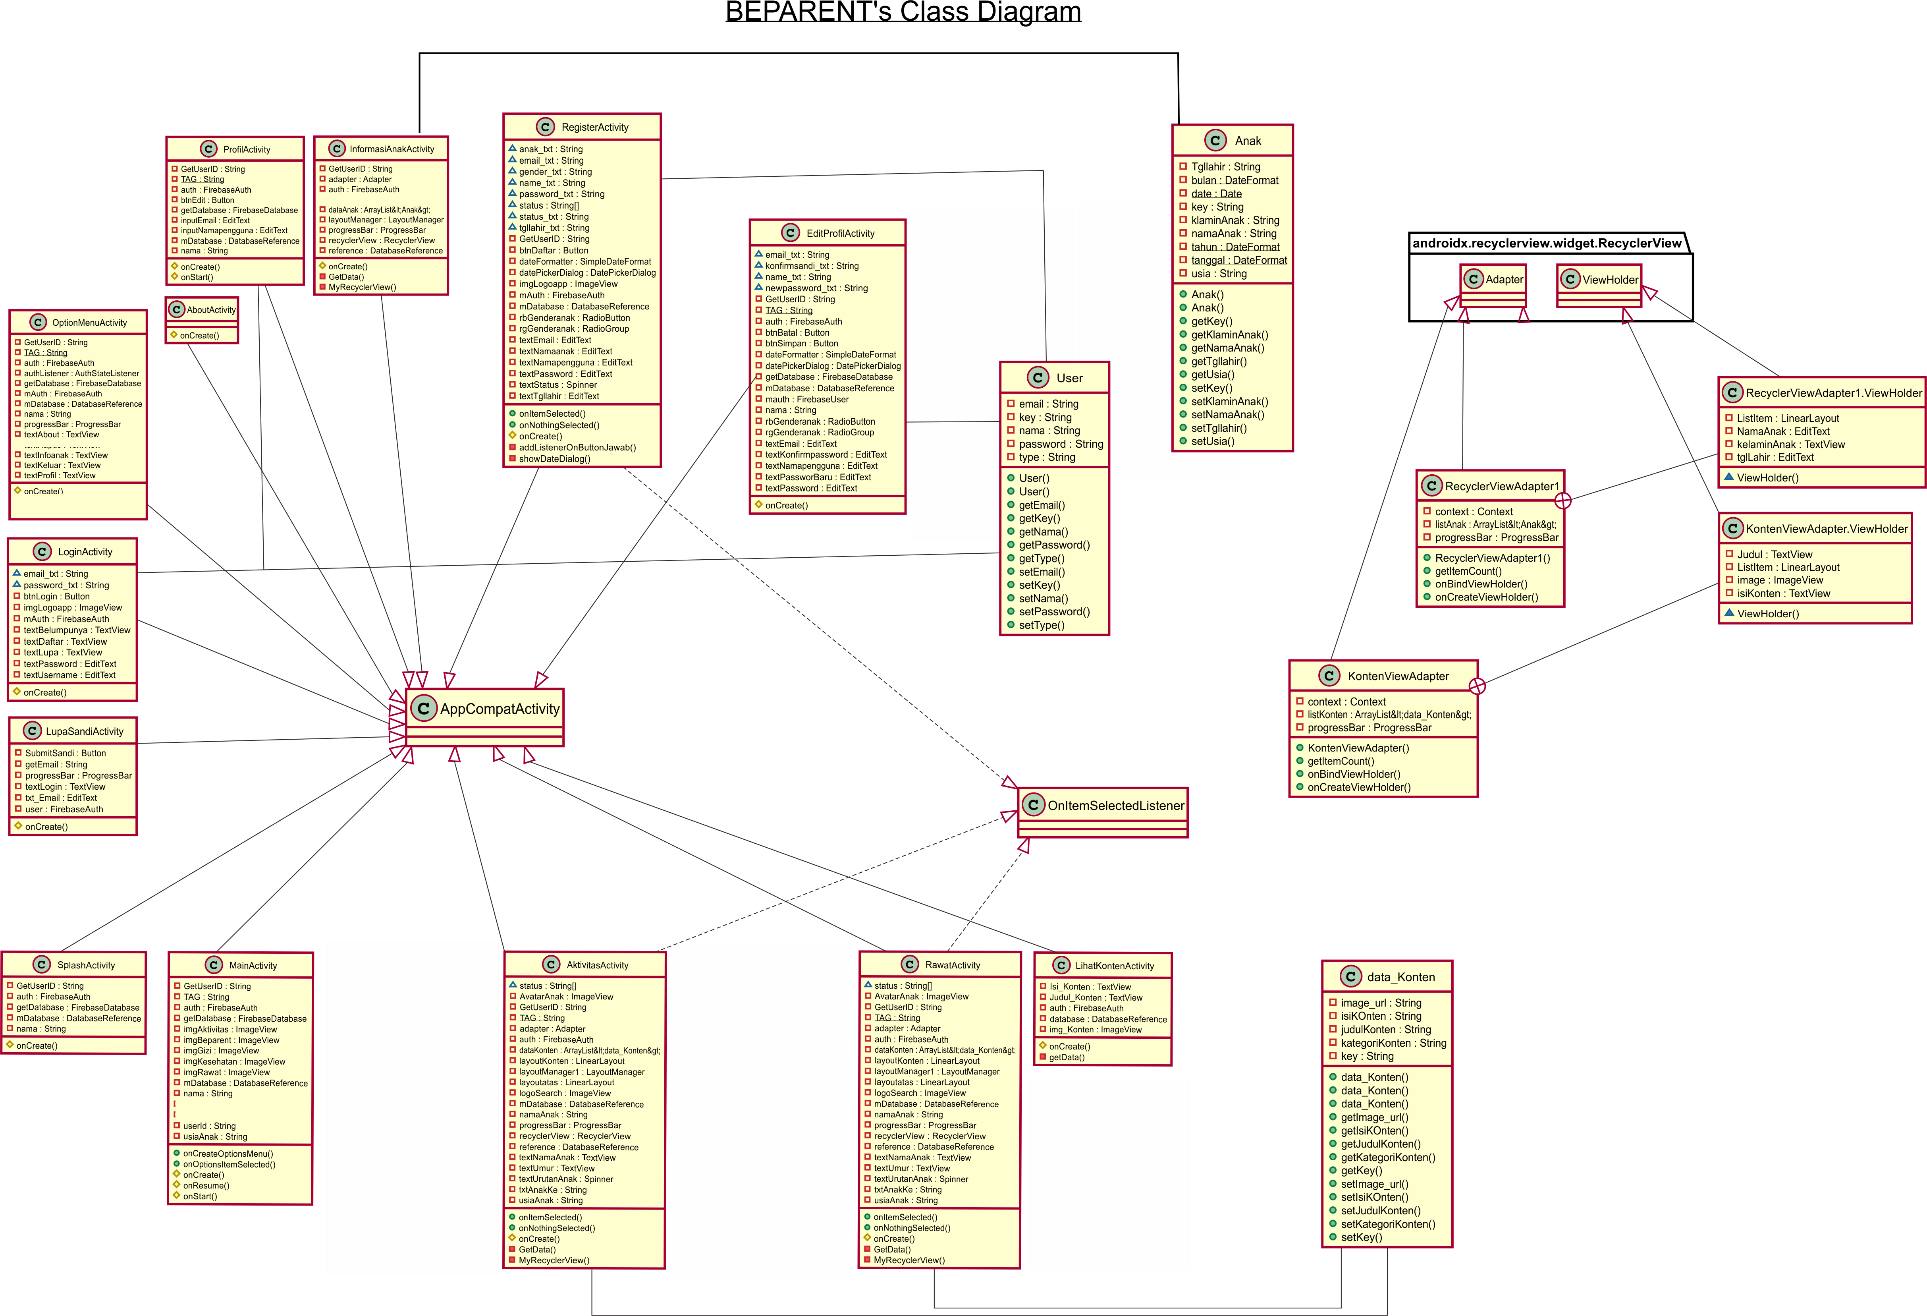 BEPARENT's Class Diagram
ProfilActivity
GetUserID : String
TAG : String
auth : FirebaseAuth
btnEdit : Button
getDatabase : FirebaseDatabase
inputEmail : EditText
inputNamapengguna : EditText
mDatabase : DatabaseReference
nama : String
onCreate()
onStart()
InformasiAnakActivity
GetUserID : String
adapter : Adapter
auth : FirebaseAuth
dataAnak : ArrayList&lt;Anak&gt;
layoutManager : LayoutManager
progressBar : ProgressBar
recyclerView : RecyclerView
reference : DatabaseReference
onCreate()
GetData()
MyRecyclerView()
RegisterActivity
anak_txt : String
email_txt : String
gender_txt : String
name_txt : String
password_txt : String
status : String[]
status_txt : String
tgllahir_txt : String
GetUserID : String
btnDaftar : Button
dateFormatter : SimpleDateFormat
datePickerDialog : DatePickerDialog
imgLogoapp : ImageView
mAuth : FirebaseAuth
mDatabase : DatabaseReference
rbGenderanak : RadioButton
rgGenderanak : RadioGroup
textEmail : EditText
textNamaanak : EditText
textNamapengguna : EditText
textPassword : EditText
textStatus : Spinner
textTgllahir : EditText
onItemSelected()
onNothingSelected()
onCreate()
addListenerOnButtonJawab()
showDateDialog()
EditProfilActivity
email_txt : String
konfirmsandi_txt : String
name_txt : String
newpassword_txt : String
GetUserID : String
TAG : String
auth : FirebaseAuth
btnBatal : Button
btnSimpan : Button
dateFormatter : SimpleDateFormat
datePickerDialog : DatePickerDialog
getDatabase : FirebaseDatabase
mDatabase : DatabaseReference
mauth : FirebaseUser
nama : String
rbGenderanak : RadioButton
rgGenderanak : RadioGroup
textEmail : EditText
textKonfirmpassword : EditText
textNamapengguna : EditText
textPassworBaru : EditText
textPassword : EditText
onCreate()
Anak
Tgllahir : String
bulan : DateFormat
date : Date
key : String
klaminAnak : String
namaAnak : String
tahun : DateFormat
tanggal : DateFormat
usia : String
Anak()
Anak()
getKey()
getKlaminAnak()
getNamaAnak()
getTgllahir()
getUsia()
setKey()
setKlaminAnak()
setNamaAnak()
setTgllahir()
setUsia()
androidx.recyclerview.widget.RecyclerView
Adapter
ViewHolder
AboutActivity
onCreate()
OptionMenuActivity
GetUserID : String
TAG : String
auth : FirebaseAuth
authListener : AuthStateListener
getDatabase : FirebaseDatabase
mAuth : FirebaseAuth
mDatabase : DatabaseReference
nama : String
progressBar : ProgressBar
textAbout : TextView
textInfoanak : TextView
textKeluar : TextView
textProfil : TextView
onCreate()
User
email : String
key : String
nama : String
password : String
type : String
User()
User()
getEmail()
getKey()
getNama()
getPassword()
getType()
setEmail()
setKey()
setNama()
setPassword()
setType()
RecyclerViewAdapter1.ViewHolder
ListItem : LinearLayout
NamaAnak : EditText
kelaminAnak : TextView
tglLahir : EditText
ViewHolder()
RecyclerViewAdapter1
context : Context
listAnak : ArrayList&lt;Anak&gt;
progressBar : ProgressBar
RecyclerViewAdapter1()
getItemCount()
onBindViewHolder()
onCreateViewHolder()
KontenViewAdapter.ViewHolder
Judul : TextView
ListItem : LinearLayout
image : ImageView
isiKonten : TextView
ViewHolder()
LoginActivity
email_txt : String
password_txt : String
btnLogin : Button
imgLogoapp : ImageView
mAuth : FirebaseAuth
textBelumpunya : TextView
textDaftar : TextView
textLupa : TextView
textPassword : EditText
textUsername : EditText
onCreate()
KontenViewAdapter
context : Context
listKonten : ArrayList&lt;data_Konten&gt;
progressBar : ProgressBar
KontenViewAdapter()
getItemCount()
onBindViewHolder()
onCreateViewHolder()
AppCompatActivity
LupaSandiActivity
SubmitSandi : Button
getEmail : String
progressBar : ProgressBar
textLogin : TextView
txt_Email : EditText
user : FirebaseAuth
onCreate()
OnItemSelectedListener
SplashActivity
GetUserID : String
auth : FirebaseAuth
getDatabase : FirebaseDatabase
mDatabase : DatabaseReference
nama : String
onCreate()
MainActivity
GetUserID : String
TAG : String
auth : FirebaseAuth
getDatabase : FirebaseDatabase
imgAktivitas : ImageView
imgBeparent : ImageView
imgGizi : ImageView
imgKesehatan : ImageView
imgRawat : ImageView
mDatabase : DatabaseReference
nama : String
userId : String
usiaAnak : String
onCreateOptionsMenu()
onOptionsItemSelected()
onCreate()
onResume()
onStart()
AktivitasActivity
status : String[]
AvatarAnak : ImageView
GetUserID : String
TAG : String
adapter : Adapter
auth : FirebaseAuth
dataKonten : ArrayList&lt;data_Konten&gt;
layoutKonten : LinearLayout
layoutManager1 : LayoutManager
layoutatas : LinearLayout
logoSearch : ImageView
mDatabase : DatabaseReference
namaAnak : String
progressBar : ProgressBar
recyclerView : RecyclerView
reference : DatabaseReference
textNamaAnak : TextView
textUmur : TextView
textUrutanAnak : Spinner
txtAnakKe : String
usiaAnak : String
onItemSelected()
onNothingSelected()
onCreate()
GetData()
MyRecyclerView()
RawatActivity
status : String[]
AvatarAnak : ImageView
GetUserID : String
TAG : String
adapter : Adapter
auth : FirebaseAuth
dataKonten : ArrayList&lt;data_Konten&gt;
layoutKonten : LinearLayout
layoutManager1 : LayoutManager
layoutatas : LinearLayout
logoSearch : ImageView
mDatabase : DatabaseReference
namaAnak : String
progressBar : ProgressBar
recyclerView : RecyclerView
reference : DatabaseReference
textNamaAnak : TextView
textUmur : TextView
textUrutanAnak : Spinner
txtAnakKe : String
usiaAnak : String
onItemSelected()
onNothingSelected()
onCreate()
GetData()
MyRecyclerView()
LihatKontenActivity
Isi_Konten : TextView
Judul_Konten : TextView
auth : FirebaseAuth
database : DatabaseReference
img_Konten : ImageView
onCreate()
getData()
data_Konten
image_url : String
isiKOnten : String
judulKonten : String
kategoriKonten : String
key : String
data_Konten()
data_Konten()
data_Konten()
getImage_url()
getIsiKOnten()
getJudulKonten()
getKategoriKonten()
getKey()
setImage_url()
setIsiKOnten()
setJudulKonten()
setKategoriKonten()
setKey()